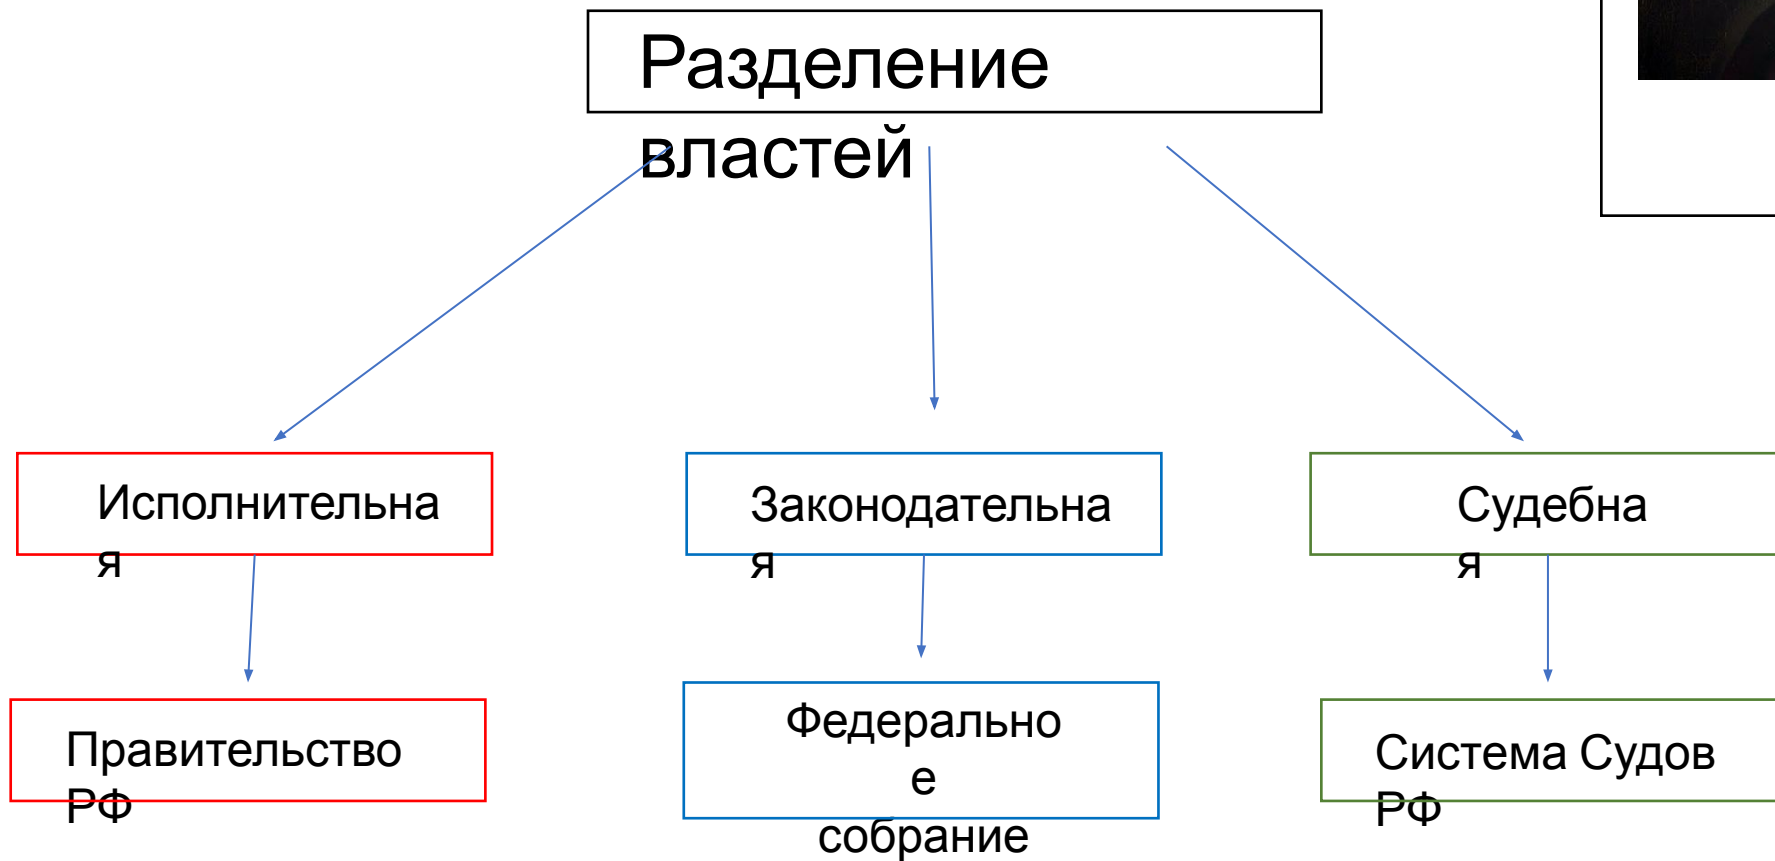 Разделение
властей
Исполнительна
я
Законодательна
я
Судебна
я
Правительство
РФ
Федерально
е
собрание
Система Судов
РФ